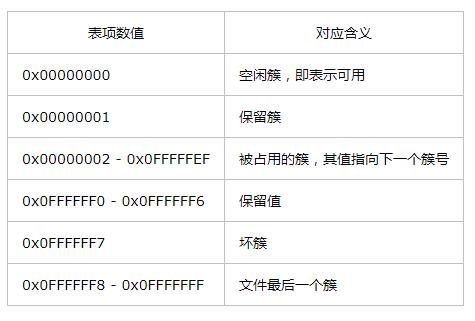 表项数值 对应含义
0x00000000 空闲簇，即表示可用
0x00000001 保留簇
0x00000002 - 0x0FFFFFEF 被占用的簇，其值指向下一个簇号
0x0FFFFFF0 - 0x0FFFFFF6 保留值
0x0FFFFFF7 坏簇
0x0FFFFFF8 - 0x0FFFFFFF 文件最后一个簇